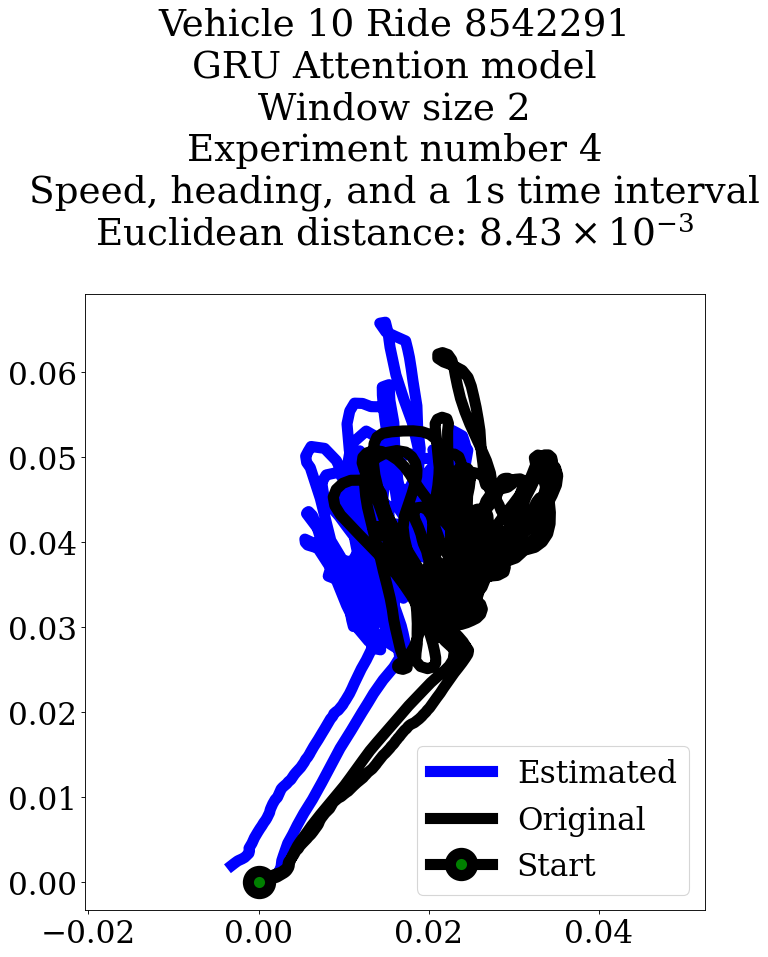 Vehicle 10 Ride 8542291
GRU Attention model
Window size 2
Experiment number 4
Speed, heading, and a 1s time interval
Euclidean distance: 8.43 × 10⁻³
0.06
0.05
0.04
0.03
0.02
0.01
0.00
Estimated
Original
Start
−0.02 0.00 0.02 0.04